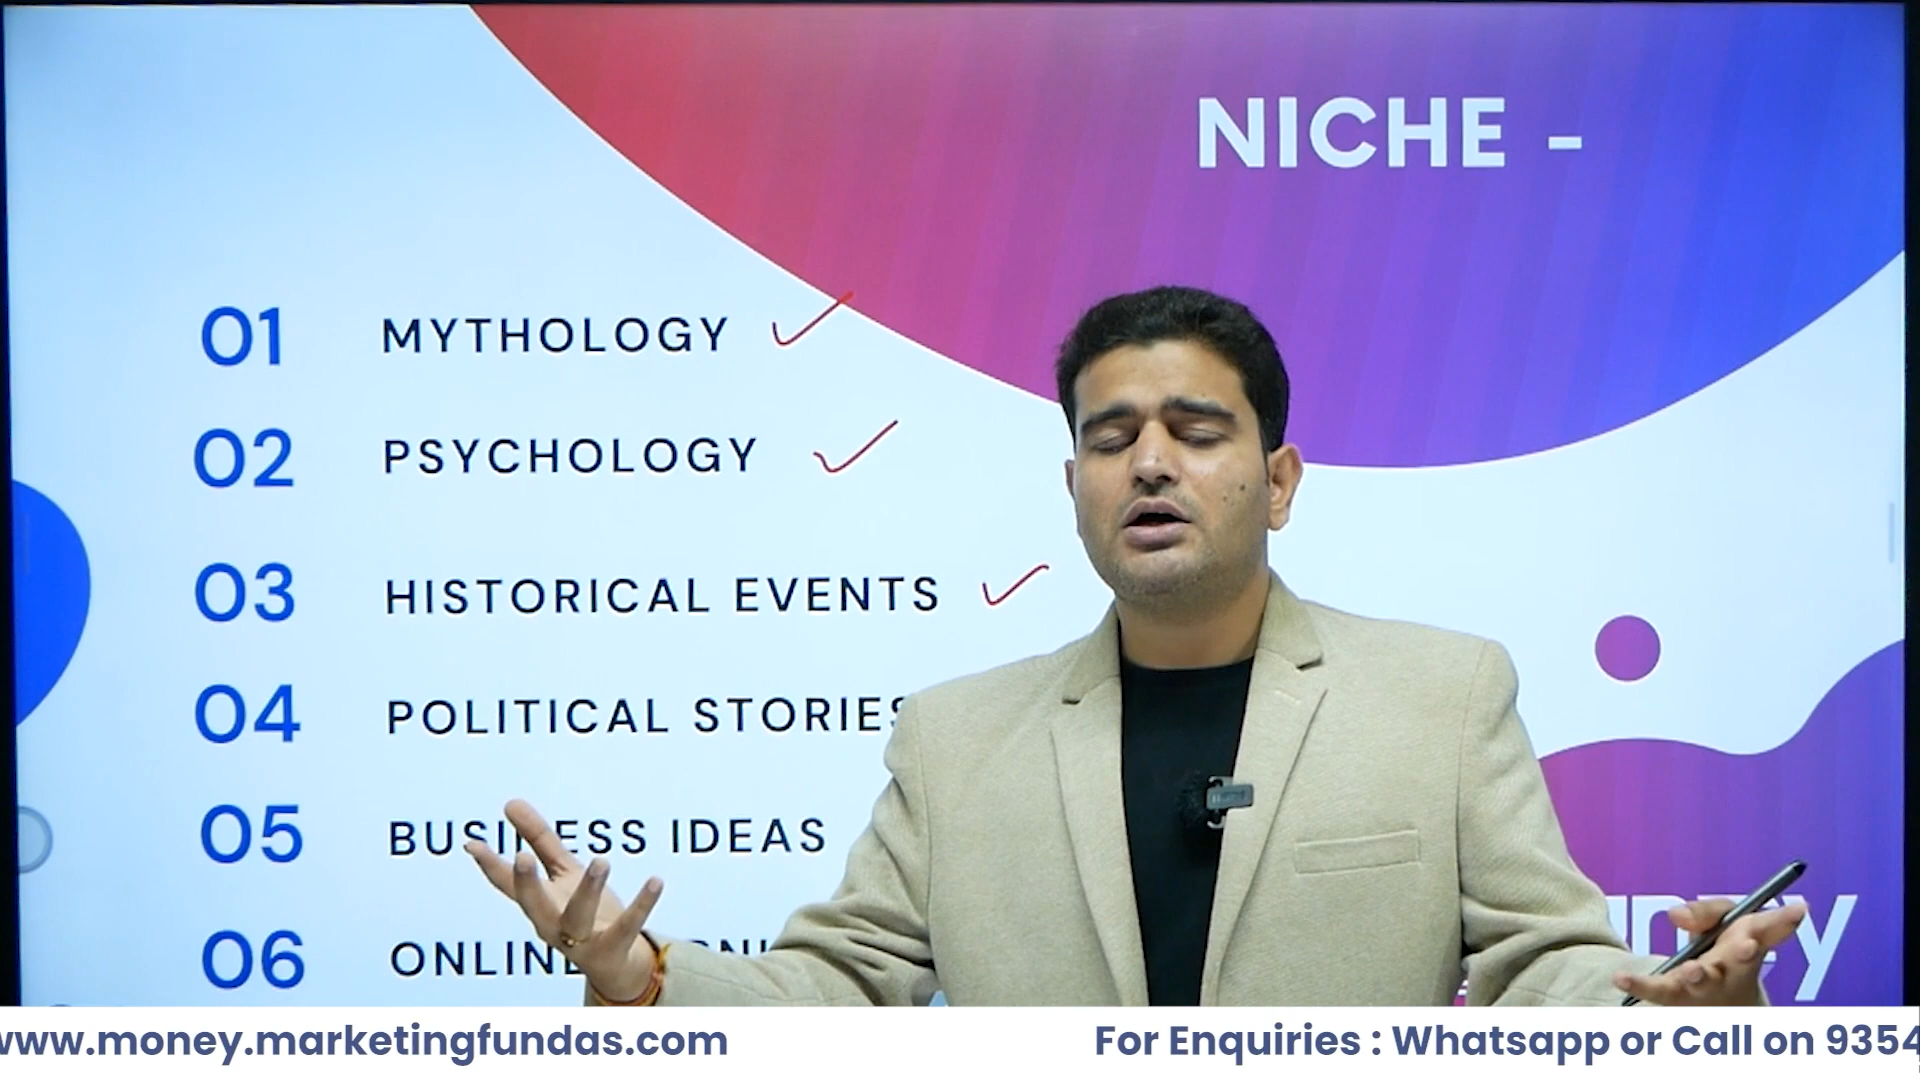 NICHE -
01 MYTHOLOGY
02 PSYCHOLOGY
03 HISTORICAL EVENTS
04 POLITICAL STORIES
05 BUSINESS IDEAS
06
www.money.marketingfundas.com For Enquiries : Whatsapp or Call on 9354